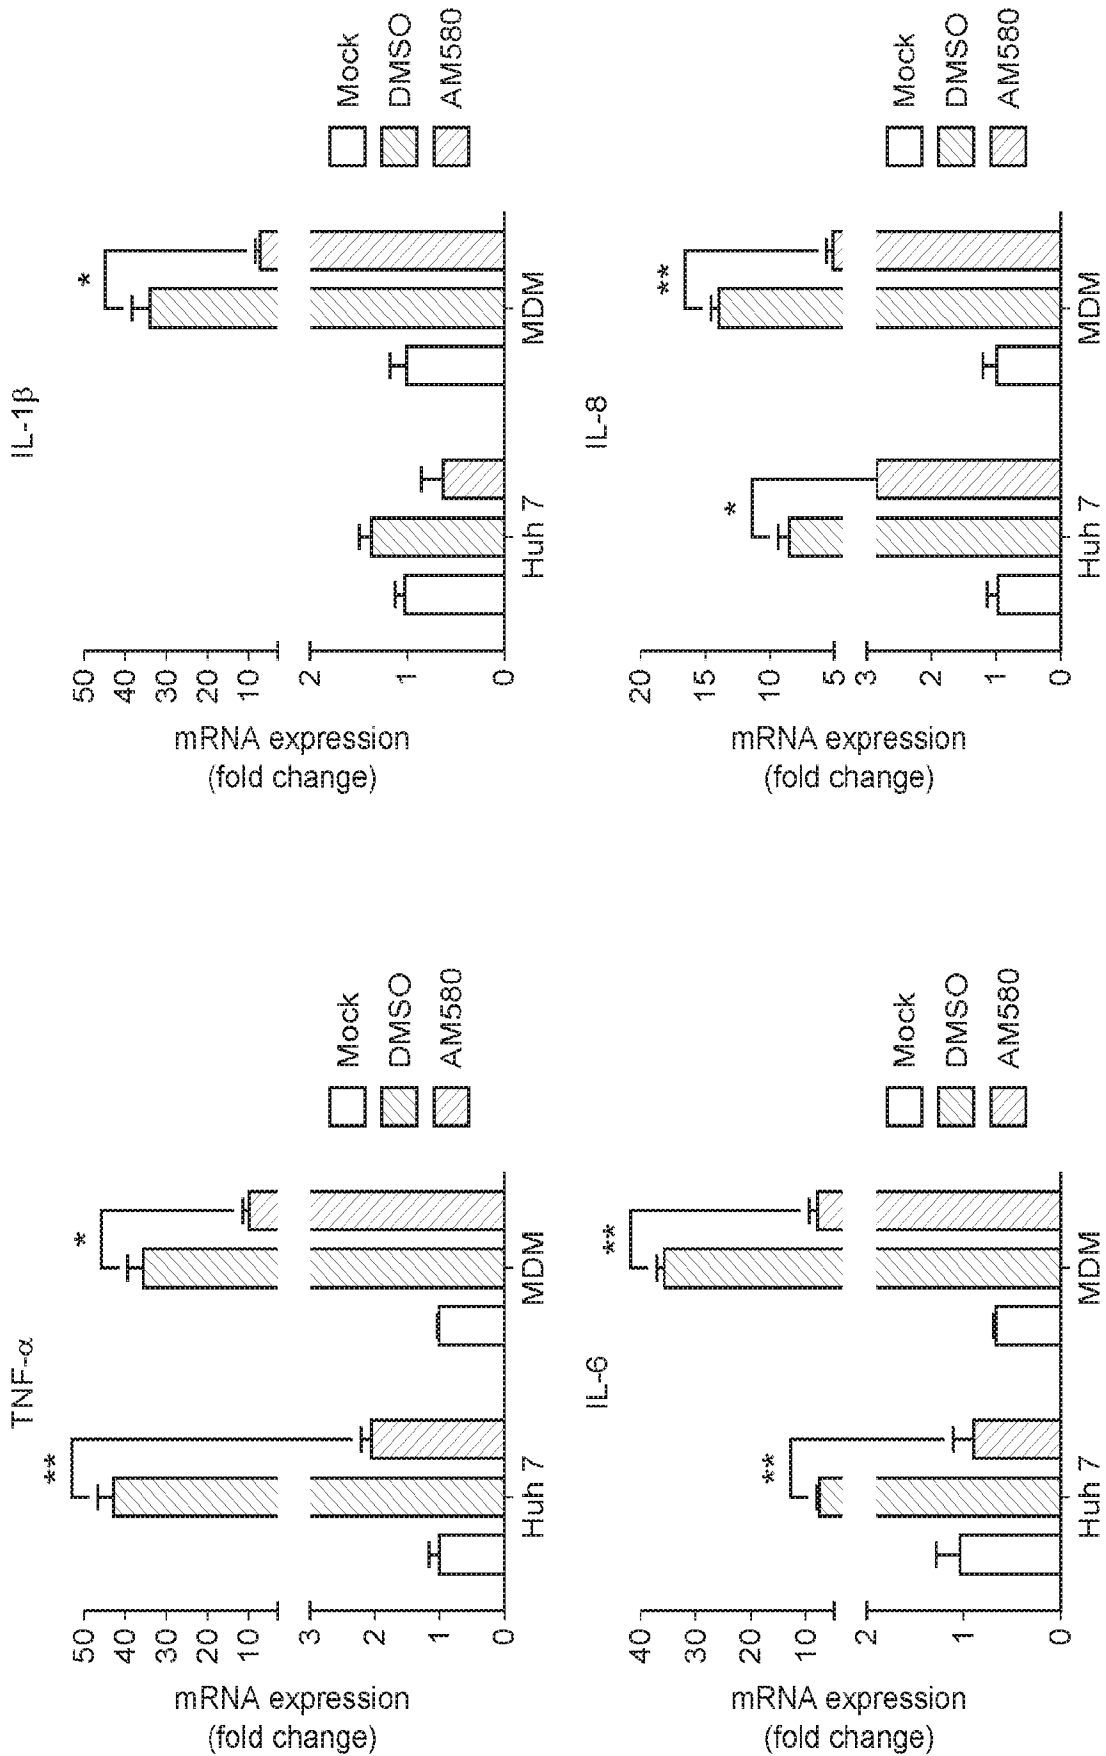 TNF-α
mRNA expression
(fold change)
50
40
30
20
10
3
2
1
0
**
*
Huh 7
MDM
Mock
DMSO
AM580
IL-1β
mRNA expression
(fold change)
50
40
30
20
10
2
1
0
*
Huh 7
MDM
Mock
DMSO
AM580
IL-6
mRNA expression
(fold change)
40
30
20
10
2
1
0
**
**
Huh 7
MDM
Mock
DMSO
AM580
IL-8
mRNA expression
(fold change)
20
15
10
5
3
2
1
0
*
**
Huh 7
MDM
Mock
DMSO
AM580